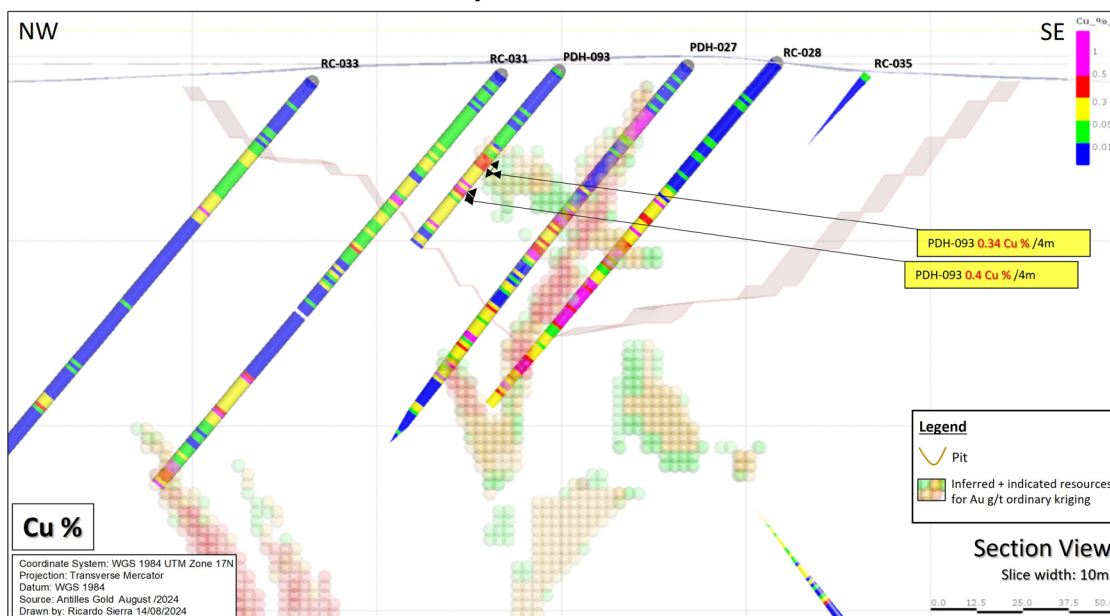 NW
SE
RC-033
RC-031
PDH-093
PDH-027
RC-028
RC-035
Cu_%_
1
0.5
0.3
0.05
0.01
PDH-093 0.34 Cu % /4m
PDH-093 0.4 Cu % /4m
Legend
Pit
Inferred + indicated resources
for Au g/t ordinary kriging
Cu %
Coordinate System: WGS 1984 UTM Zone 17N
Projection: Transverse Mercator
Datum: WGS 1984
Source: Antilles Gold August /2024
Drawn by: Ricardo Sierra 14/08/2024
Section View
Slice width: 10m
0.0 12.5 25.0 37.5 50.0